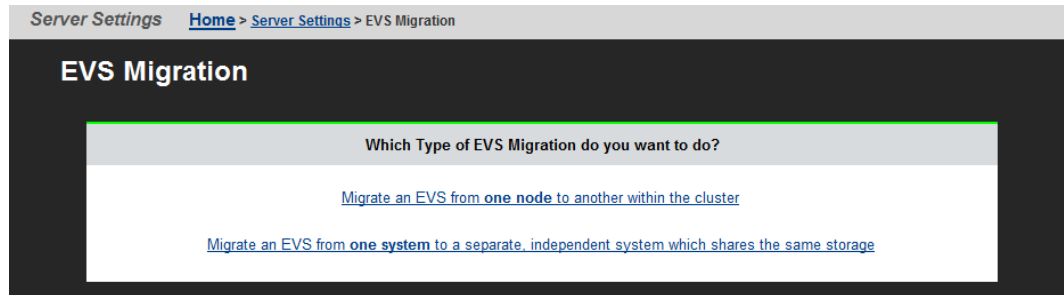 Server Settings Home > Server Settings > EVS Migration
EVS Migration
Which Type of EVS Migration do you want to do?
Migrate an EVS from one node to another within the cluster
Migrate an EVS from one system to a separate, independent system which shares the same storage